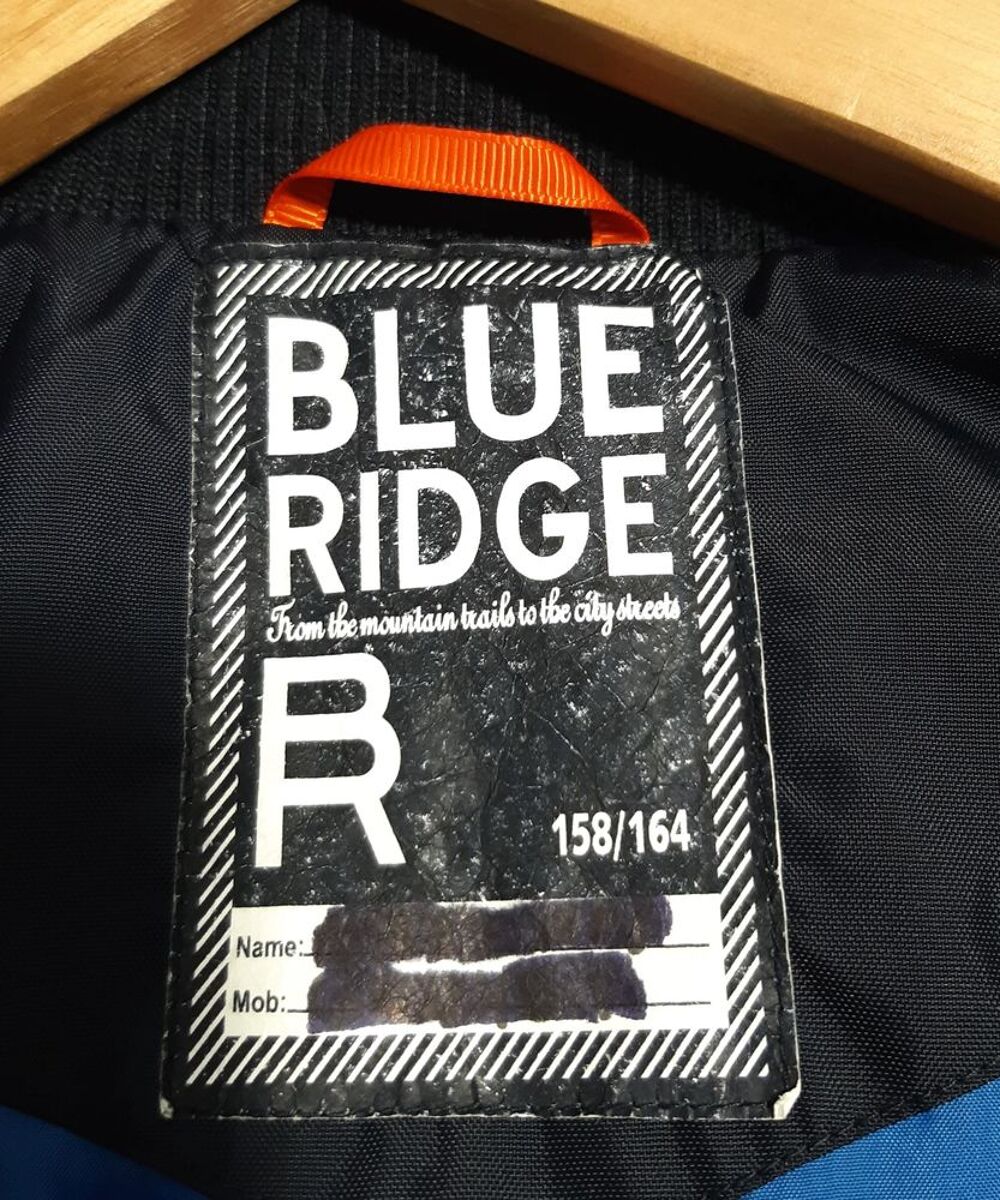 BLUE
RIDGE
From the mountain trails to the city streets
R
158/164
Name:
Mob: